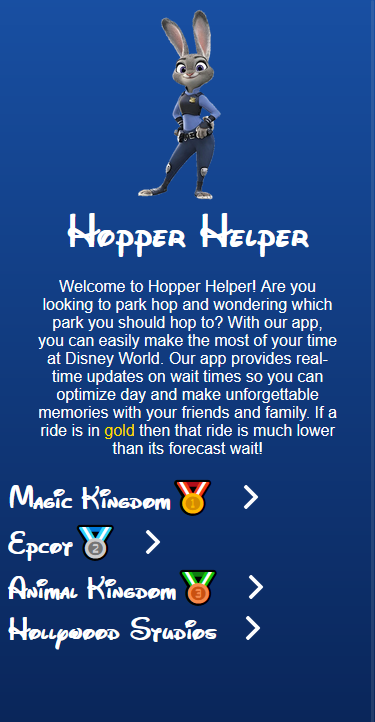 Hopper Helper
Welcome to Hopper Helper! Are you
looking to park hop and wondering which
park you should hop to? With our app,
you can easily make the most of your time
at Disney World. Our app provides real-
time updates on wait times so you can
optimize day and make unforgettable
memories with your friends and family. If a
ride is in gold then that ride is much lower
than its forecast wait!
Magic Kingdom 1
Epcot 2
Animal Kingdom 3
Hollywood Studios